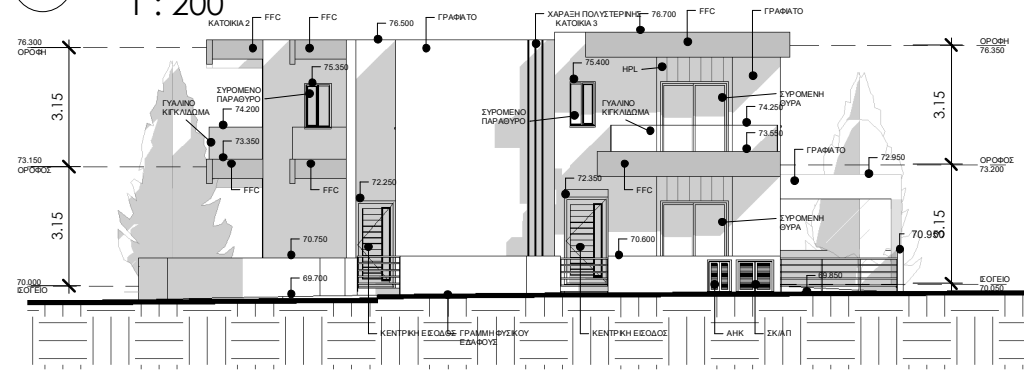 1 : 200
ΚΑΤΟΙΚΙΑ 2
FFC
FFC
76.500
ΓΡΑΦΙΑΤΟ
ΧΑΡΑΞΗ ΠΟΛΥΣΤΕΡΙΝΗΣ
ΚΑΤΟΙΚΙΑ 3
76.700
FFC
ΓΡΑΦΙΑΤΟ
76.300
ΟΡΟΦΗ
ΟΡΟΦΗ
76.350
75.350
75.400
HPL
ΣΥΡΟΜΕΝΟ
ΠΑΡΑΘΥΡΟ
3.15
3.15
ΓΥΑΛΙΝΟ
ΚΙΓΚΛΙΔΩΜΑ
74.200
ΣΥΡΟΜΕΝΟ
ΠΑΡΑΘΥΡΟ
ΓΥΑΛΙΝΟ
ΚΙΓΚΛΙΔΩΜΑ
ΣΥΡΟΜΕΝΗ
ΘΥΡΑ
74.250
73.350
73.550
ΓΡΑΦΙΑΤΟ
72.950
73.150
ΟΡΟΦΟΣ
ΟΡΟΦΟΣ
73.200
FFC
FFC
72.250
72.350
FFC
3.15
3.15
ΣΥΡΟΜΕΝΗ
ΘΥΡΑ
70.950
70.750
70.600
69.700
69.850
70.000
ΙΣΟΓΕΙΟ
ΙΣΟΓΕΙΟ
70.050
ΚΕΝΤΡΙΚΗ ΕΙΣΟΔΟΣ
ΓΡΑΜΜΗ ΦΥΣΙΚΟΥ
ΕΔΑΦΟΥΣ
ΚΕΝΤΡΙΚΗ ΕΙΣΟΔΟΣ
ΑΗΚ
ΣΚ/ΑΠ